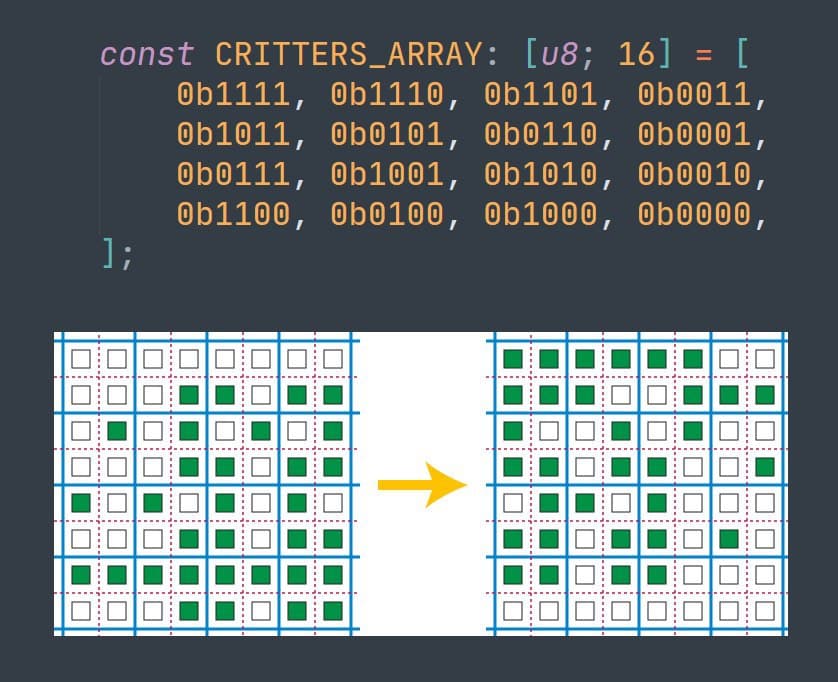 const CRITTERS_ARRAY: [u8; 16] = [
0b1111, 0b1110, 0b1101, 0b0011,
0b1011, 0b0101, 0b0110, 0b0001,
0b0111, 0b1001, 0b1010, 0b0010,
0b1100, 0b0100, 0b1000, 0b0000,
];